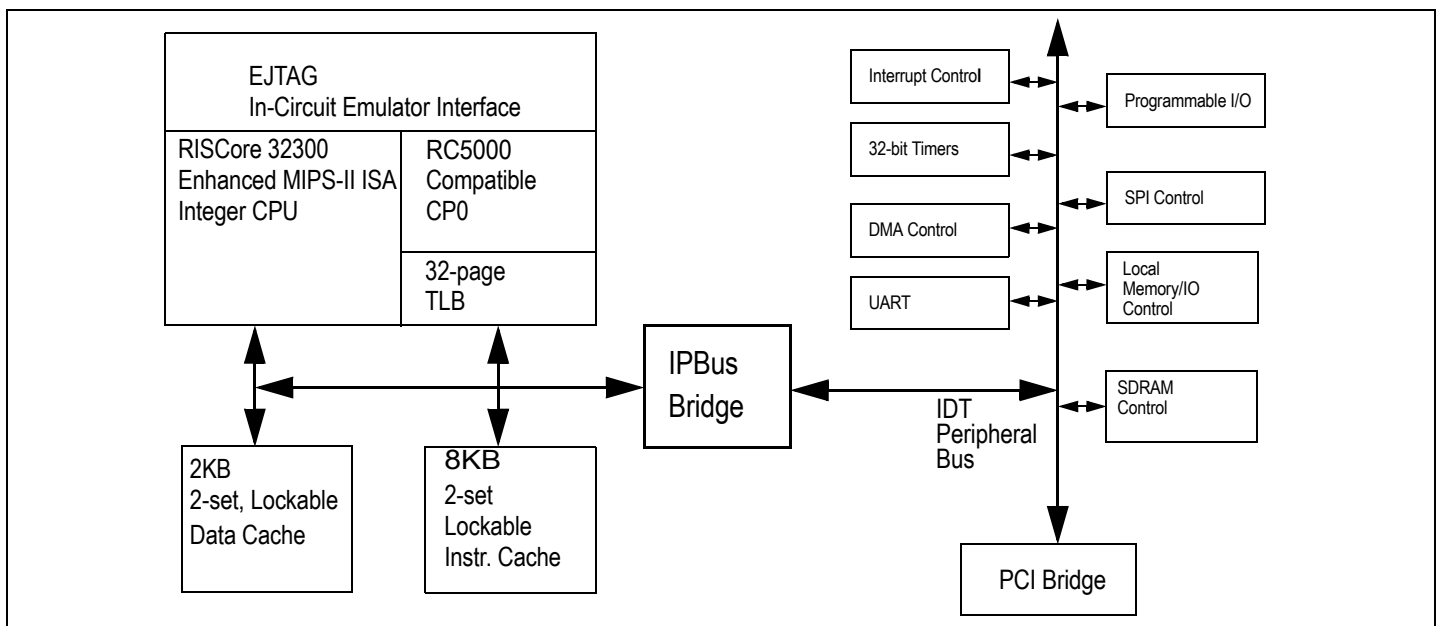 EJTAG
In-Circuit Emulator Interface
RISCore 32300
Enhanced MIPS-II ISA
Integer CPU
RC5000
Compatible
CP0
32-page
TLB
2KB
2-set, Lockable
Data Cache
8KB
2-set
Lockable
Instr. Cache
IPBus
Bridge
IDT
Peripheral
Bus
Interrupt Control
32-bit Timers
DMA Control
UART
Programmable I/O
SPI Control
Local
Memory/IO
Control
SDRAM
Control
PCI Bridge